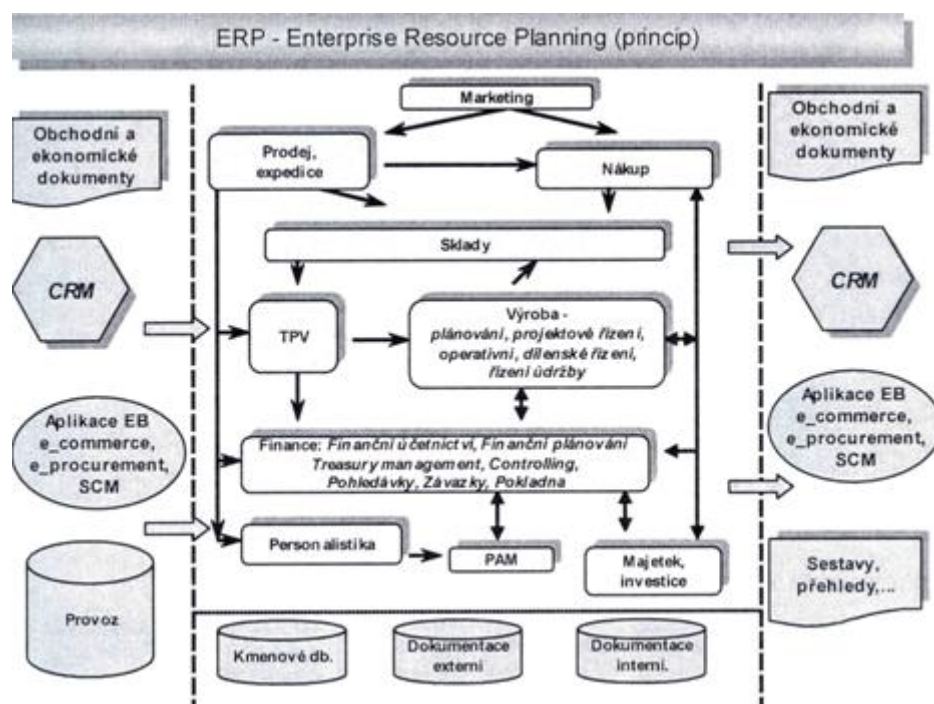 ERP - Enterprise Resource Planning (princip)
Marketing
Obchodní a
ekonomické
dokumenty
Prodej,
expedice
Nákup
Obchodní a
ekonomické
dokumenty
Sklady
CRM
CRM
TPV
Výroba -
plánování, projektové řízení,
operativní, dílenské řízení,
řízení údržby
Aplikace EB
e_commerce,
e_procurement,
SCM
Aplikace EB
e_commerce,
e_procurement,
SCM
Finance: Finanční účetnictví, Finanční plánování
Treasury management, Controlling,
Pohledávky, Závazky, Pokladna
Personalistika
PAM
Majetek,
investice
Sestavy,
přehledy,...
Provoz
Kmenové db.
Dokumentace
externí
Dokumentace
interní.